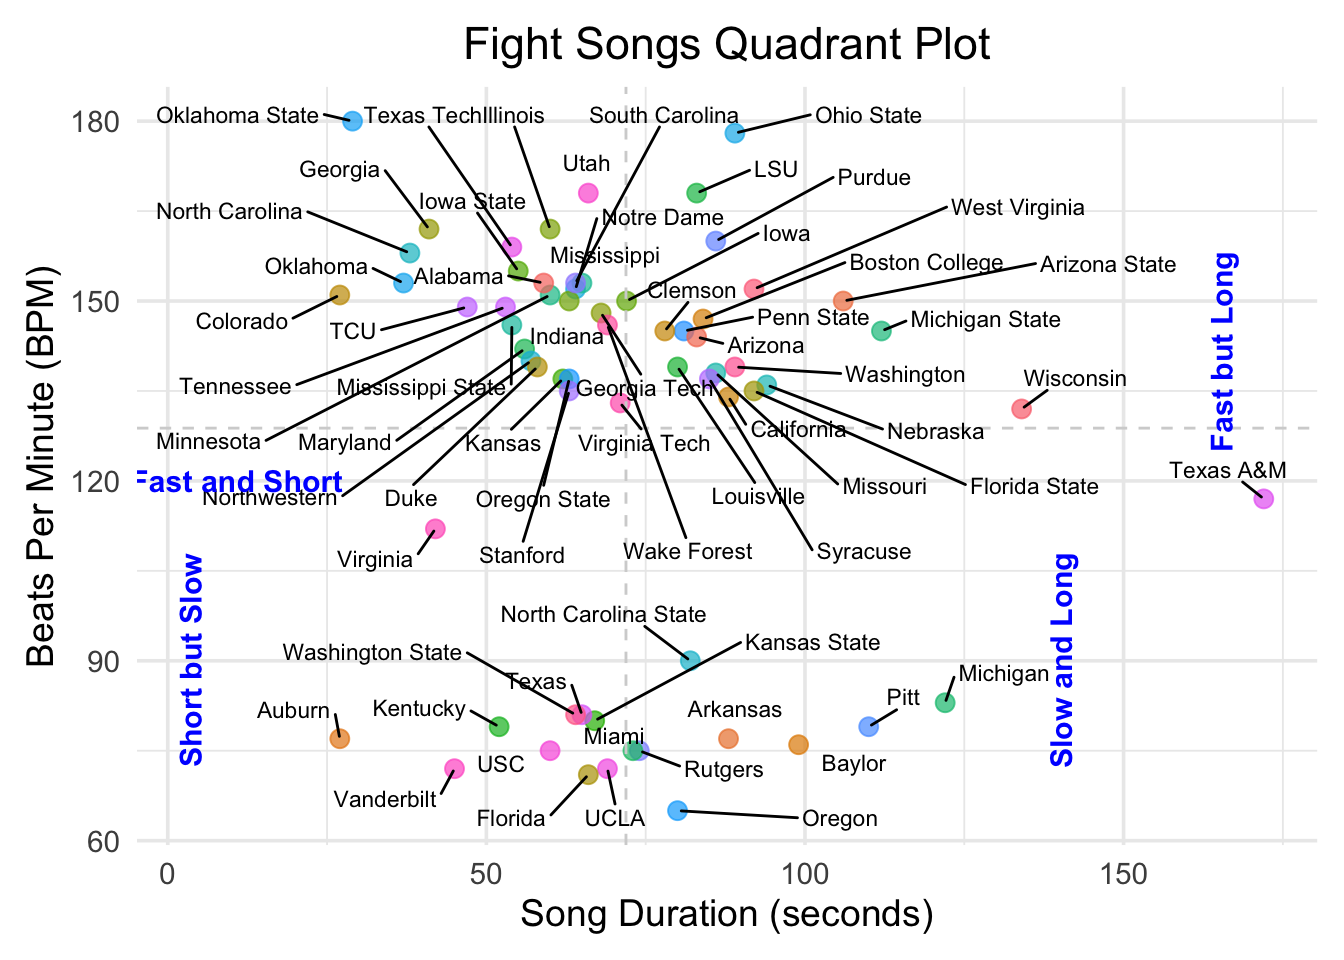 Fight Songs Quadrant Plot
Beats Per Minute (BPM)
180
150
120
90
60
Oklahoma State
Texas Tech
Illinois
South Carolina
Ohio State
Utah
Georgia
LSU
Purdue
Iowa State
North Carolina
Notre Dame
West Virginia
Iowa
Mississippi
Oklahoma
Alabama
Boston College
Arizona State
Clemson
Colorado
TCU
Indiana
Penn State
Michigan State
Arizona
Tennessee
Mississippi State
Georgia Tech
Washington
Wisconsin
Minnesota
Maryland
Kansas
Virginia Tech
California
Nebraska
Fast but Long
Texas A&M
Fast and Short
Northwestern
Duke
Oregon State
Louisville
Missouri
Florida State
Virginia
Stanford
Wake Forest
Syracuse
Short but Slow
Slow and Long
North Carolina State
Washington State
Kansas State
Texas
Michigan
Auburn
Kentucky
Arkansas
Pitt
Miami
USC
Rutgers
Baylor
Vanderbilt
Florida
UCLA
Oregon
0
50
100
150
Song Duration (seconds)